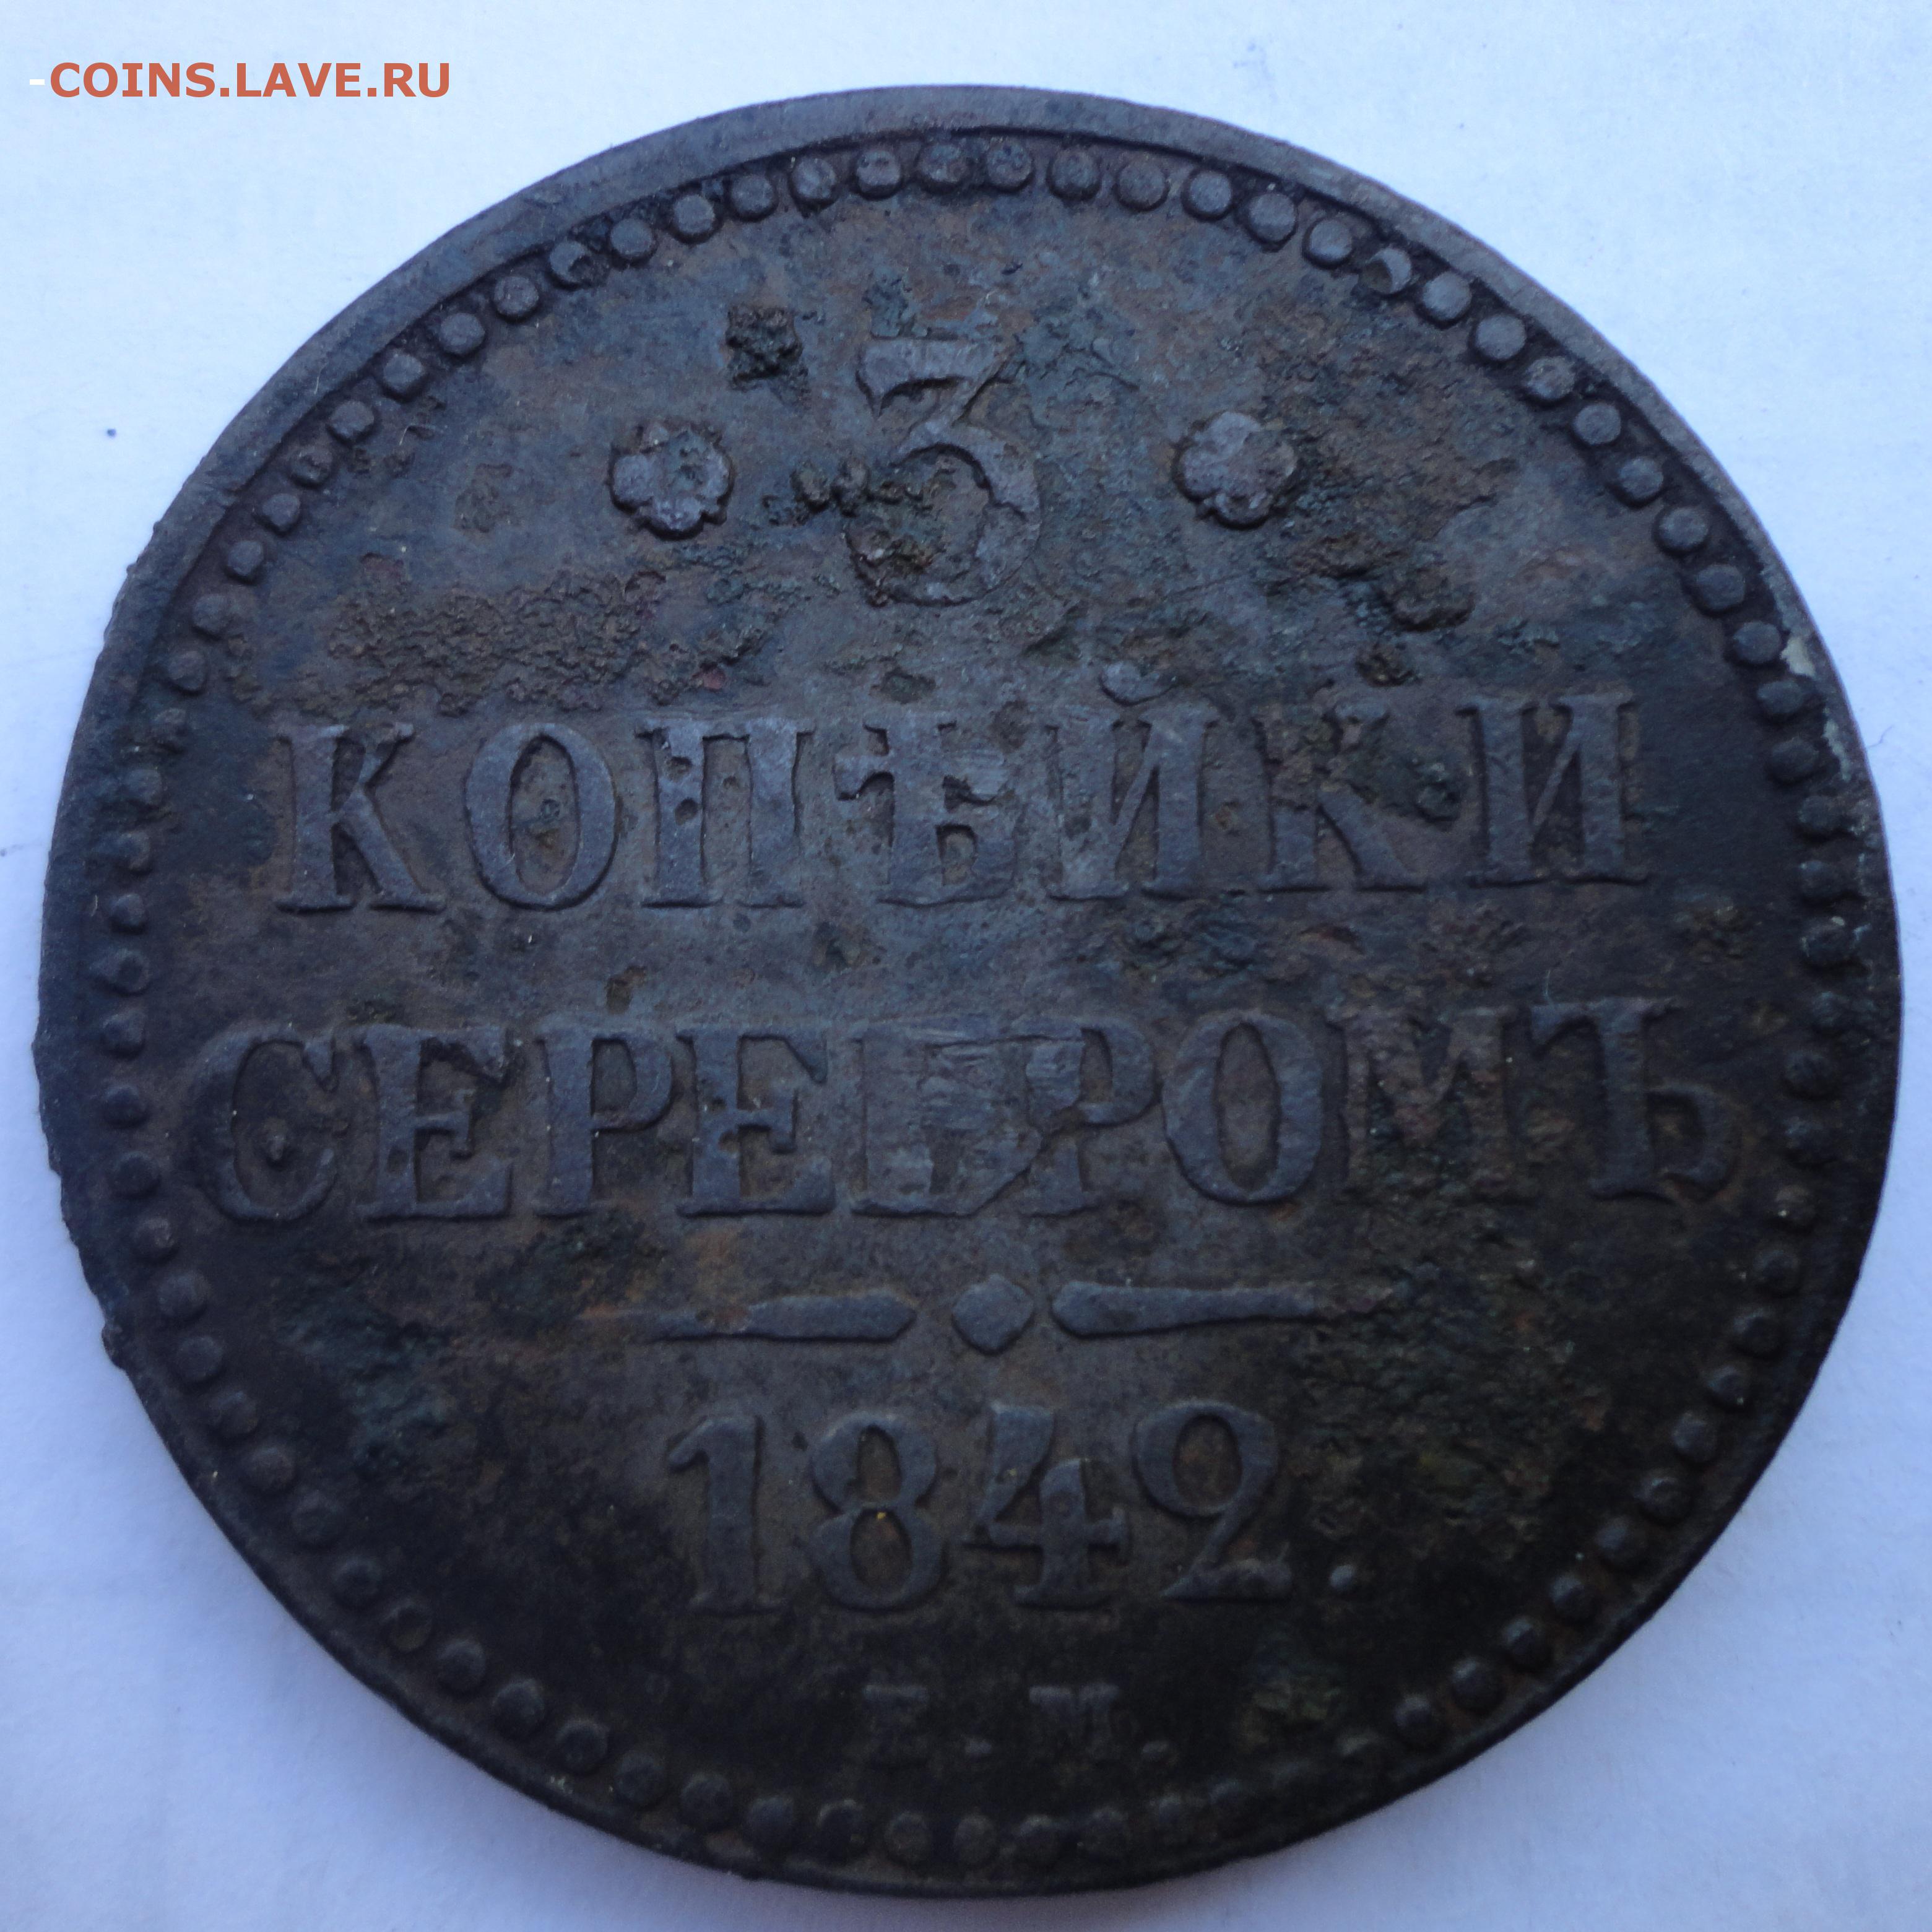 -COINS.LAVE.RU
3
КОПѢЙКИ
СЕРЕБРОМЪ
1842.
Е.М.